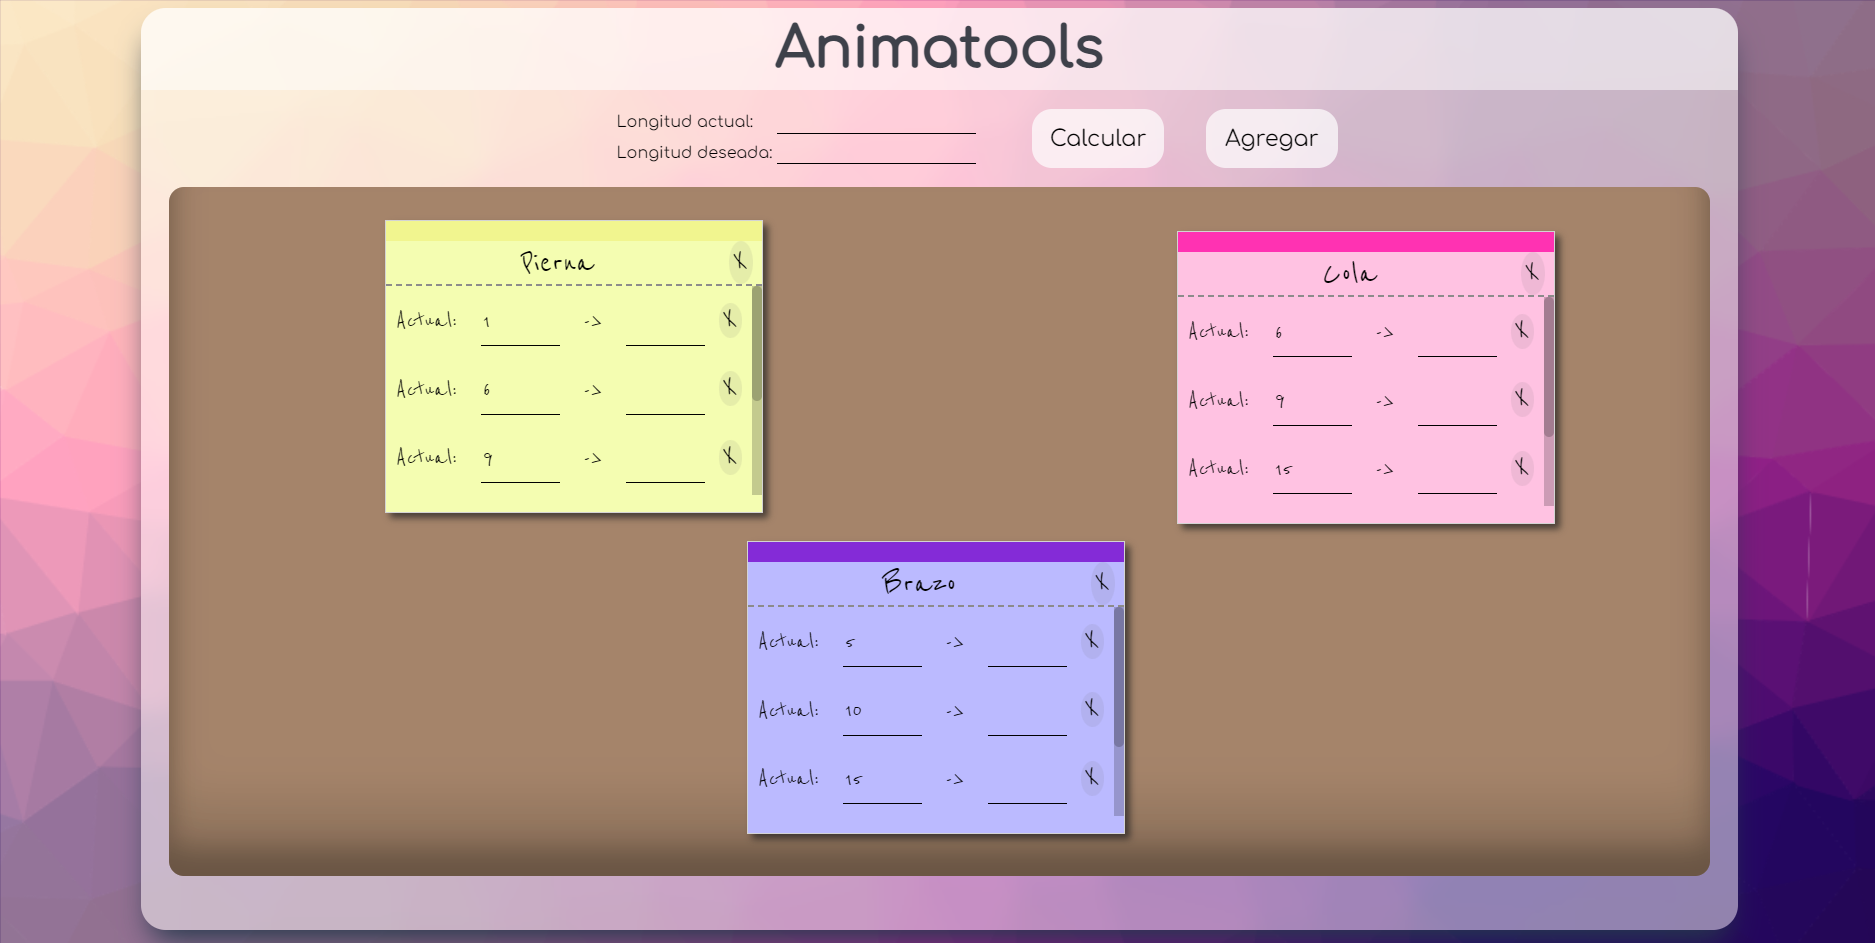 Animatools
Longitud actual:
Longitud deseada:
Calcular
Agregar
Pierna X
Actual: 1 -> X
Actual: 6 -> X
Actual: 9 -> X
Cola X
Actual: 6 -> X
Actual: 9 -> X
Actual: 15 -> X
Brazo X
Actual: 5 -> X
Actual: 10 -> X
Actual: 15 -> X